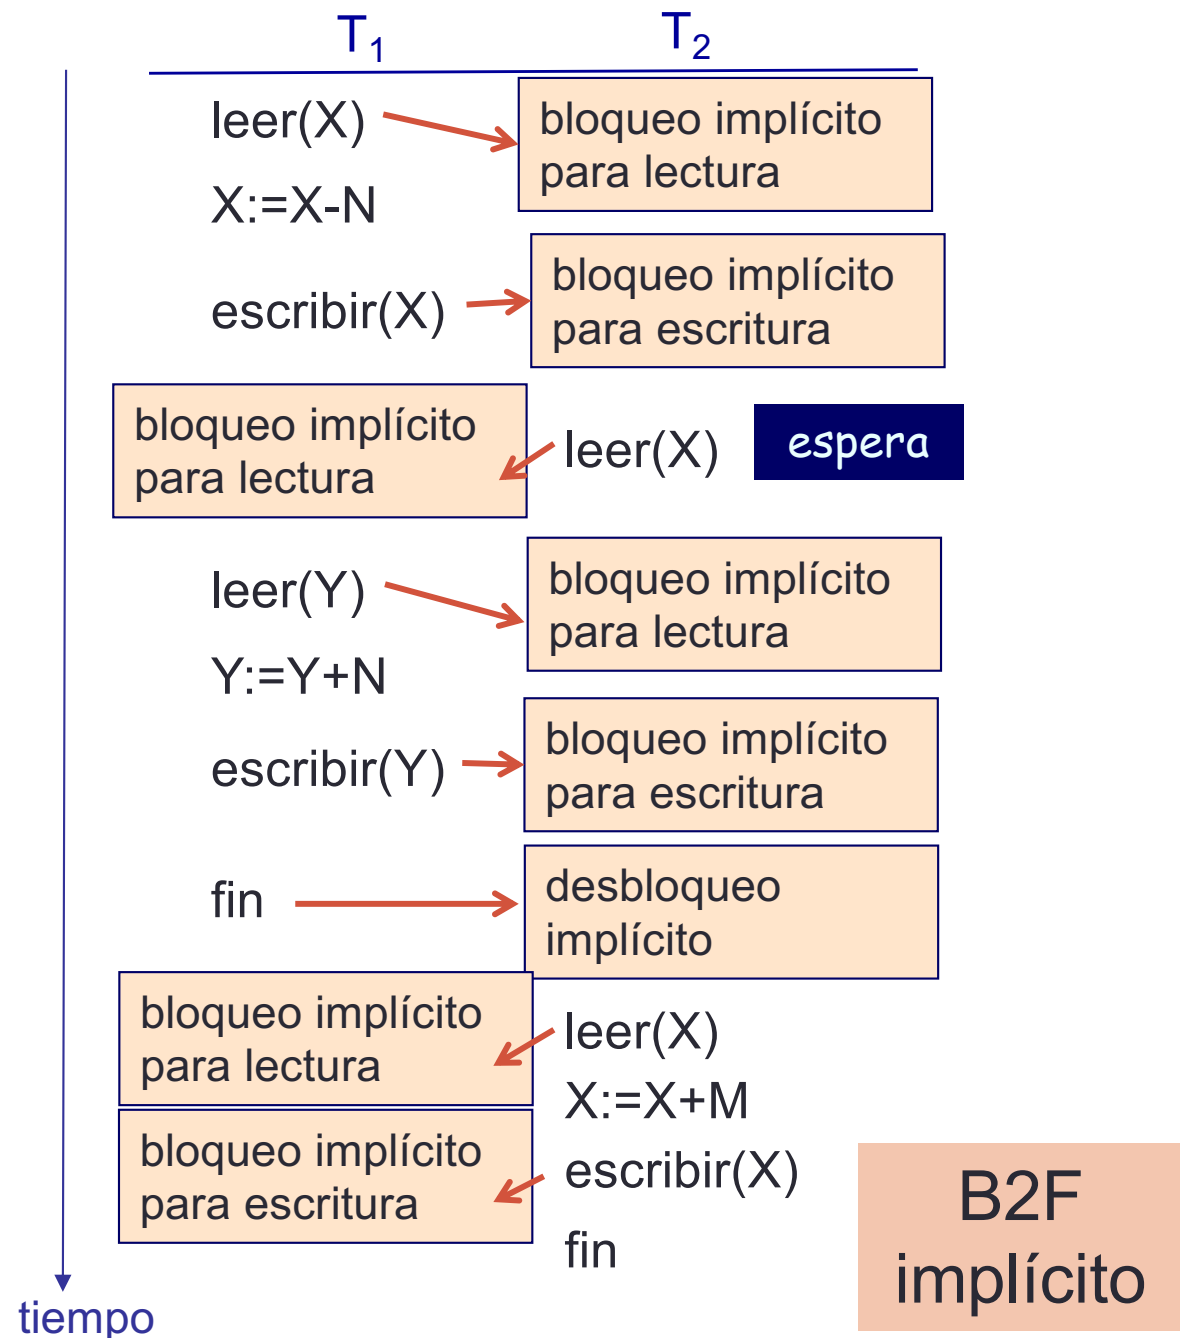 T₁ T₂
leer(X) bloqueo implícito
para lectura
X:=X-N
bloqueo implícito
escribir(X) para escritura
bloqueo implícito
para lectura
leer(X) espera
leer(Y) bloqueo implícito
para lectura
Y:=Y+N
escribir(Y) bloqueo implícito
para escritura
fin desbloqueo
implícito
bloqueo implícito leer(X)
para lectura
X:=X+M
bloqueo implícito escribir(X)
para escritura
fin
B2F
implícito
tiempo